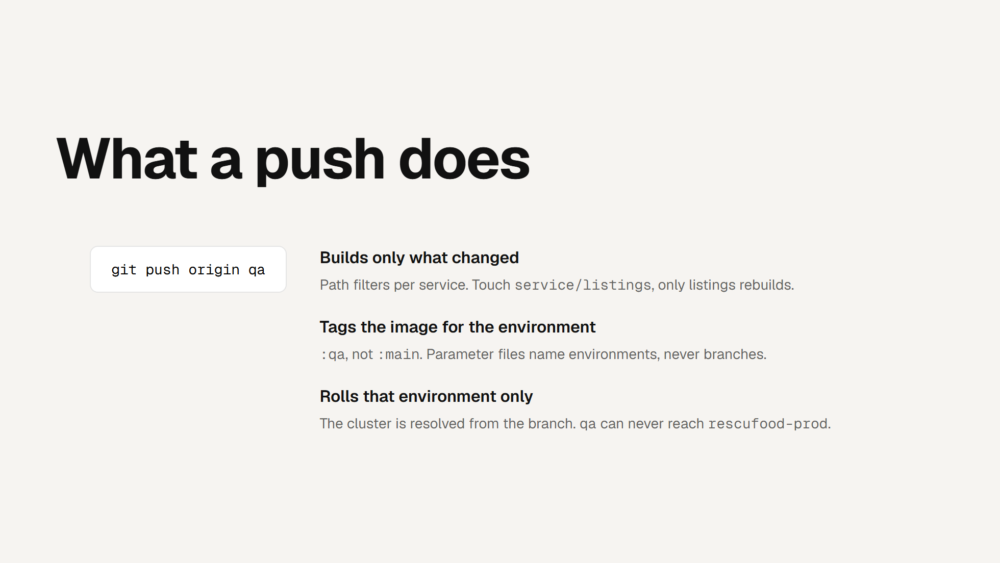 What a push does
git push origin qa
Builds only what changed
Path filters per service. Touch service/listings, only listings rebuilds.
Tags the image for the environment
:qa, not :main. Parameter files name environments, never branches.
Rolls that environment only
The cluster is resolved from the branch. qa can never reach rescufood-prod.